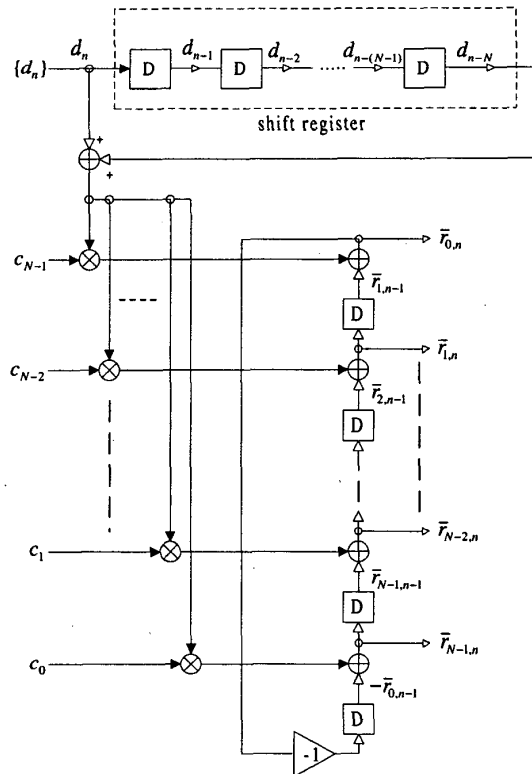 d_n d_{n-1} d_{n-2} ..... d_{n-(N-1)} d_{n-N}
{d_n} D D D
shift register
+
+
c_{N-1} r̄_{0,n}
r̄_{1,n-1}
D
r̄_{1,n}
c_{N-2}
r̄_{2,n-1}
D
r̄_{N-2,n}
c_1
r̄_{N-1,n-1}
D
r̄_{N-1,n}
c_0
-r̄_{0,n-1}
D
-1